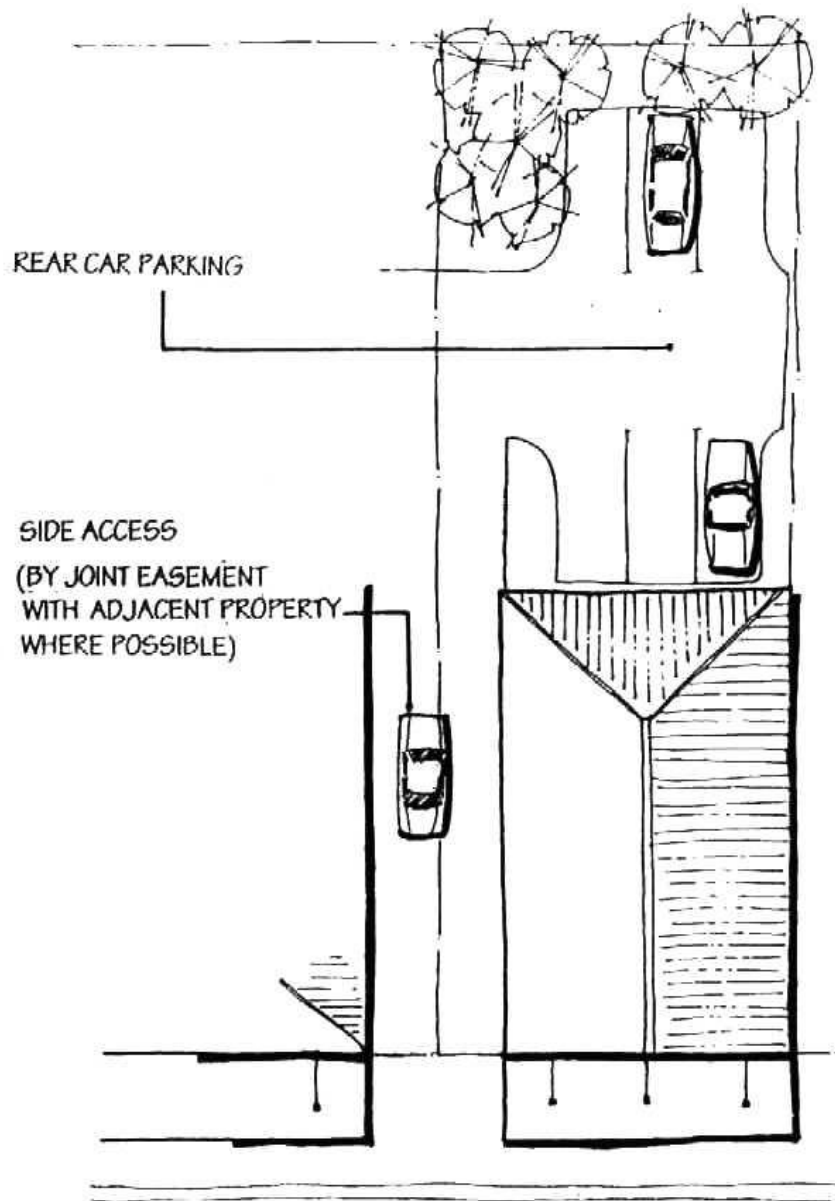 REAR CAR PARKING
SIDE ACCESS
(BY JOINT EASEMENT
WITH ADJACENT PROPERTY
WHERE POSSIBLE)